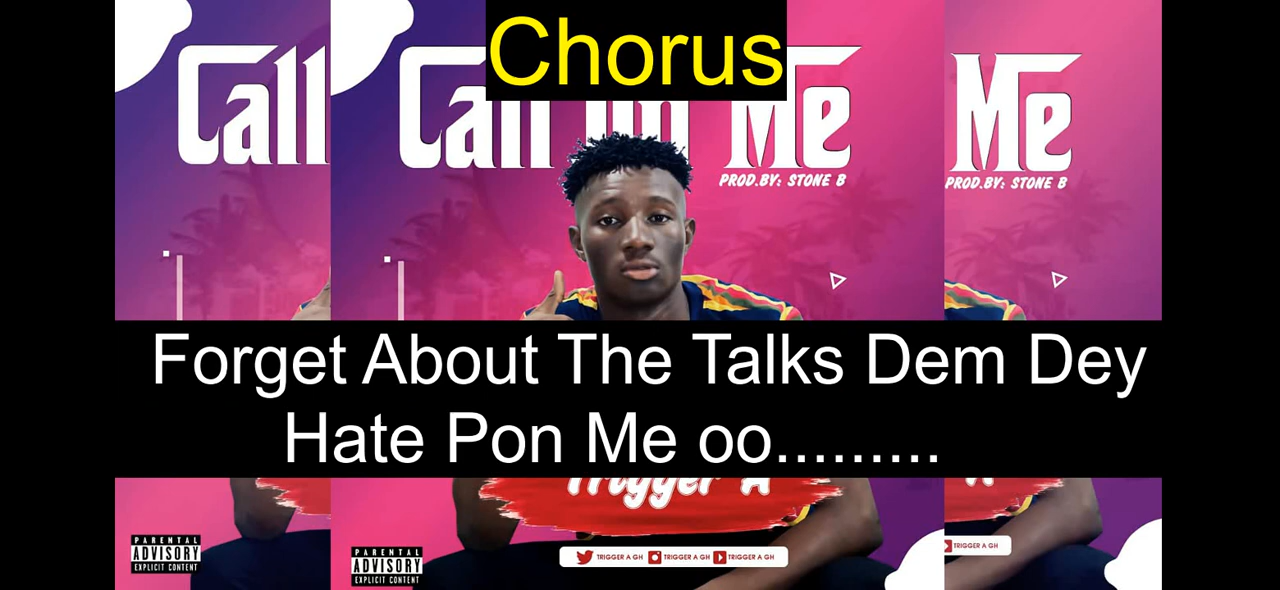 Chorus
Call
Call On Me
Me
PROD.BY: STONE B
PROD.BY: STONE B
Forget About The Talks Dem Dey
Hate Pon Me oo.........
Trigger A
A
PARENTAL
ADVISORY
EXPLICIT CONTENT
PARENTAL
ADVISORY
EXPLICIT CONTENT
TRIGGER A GH TRIGGER A GH TRIGGER A GH
TRIGGER A GH